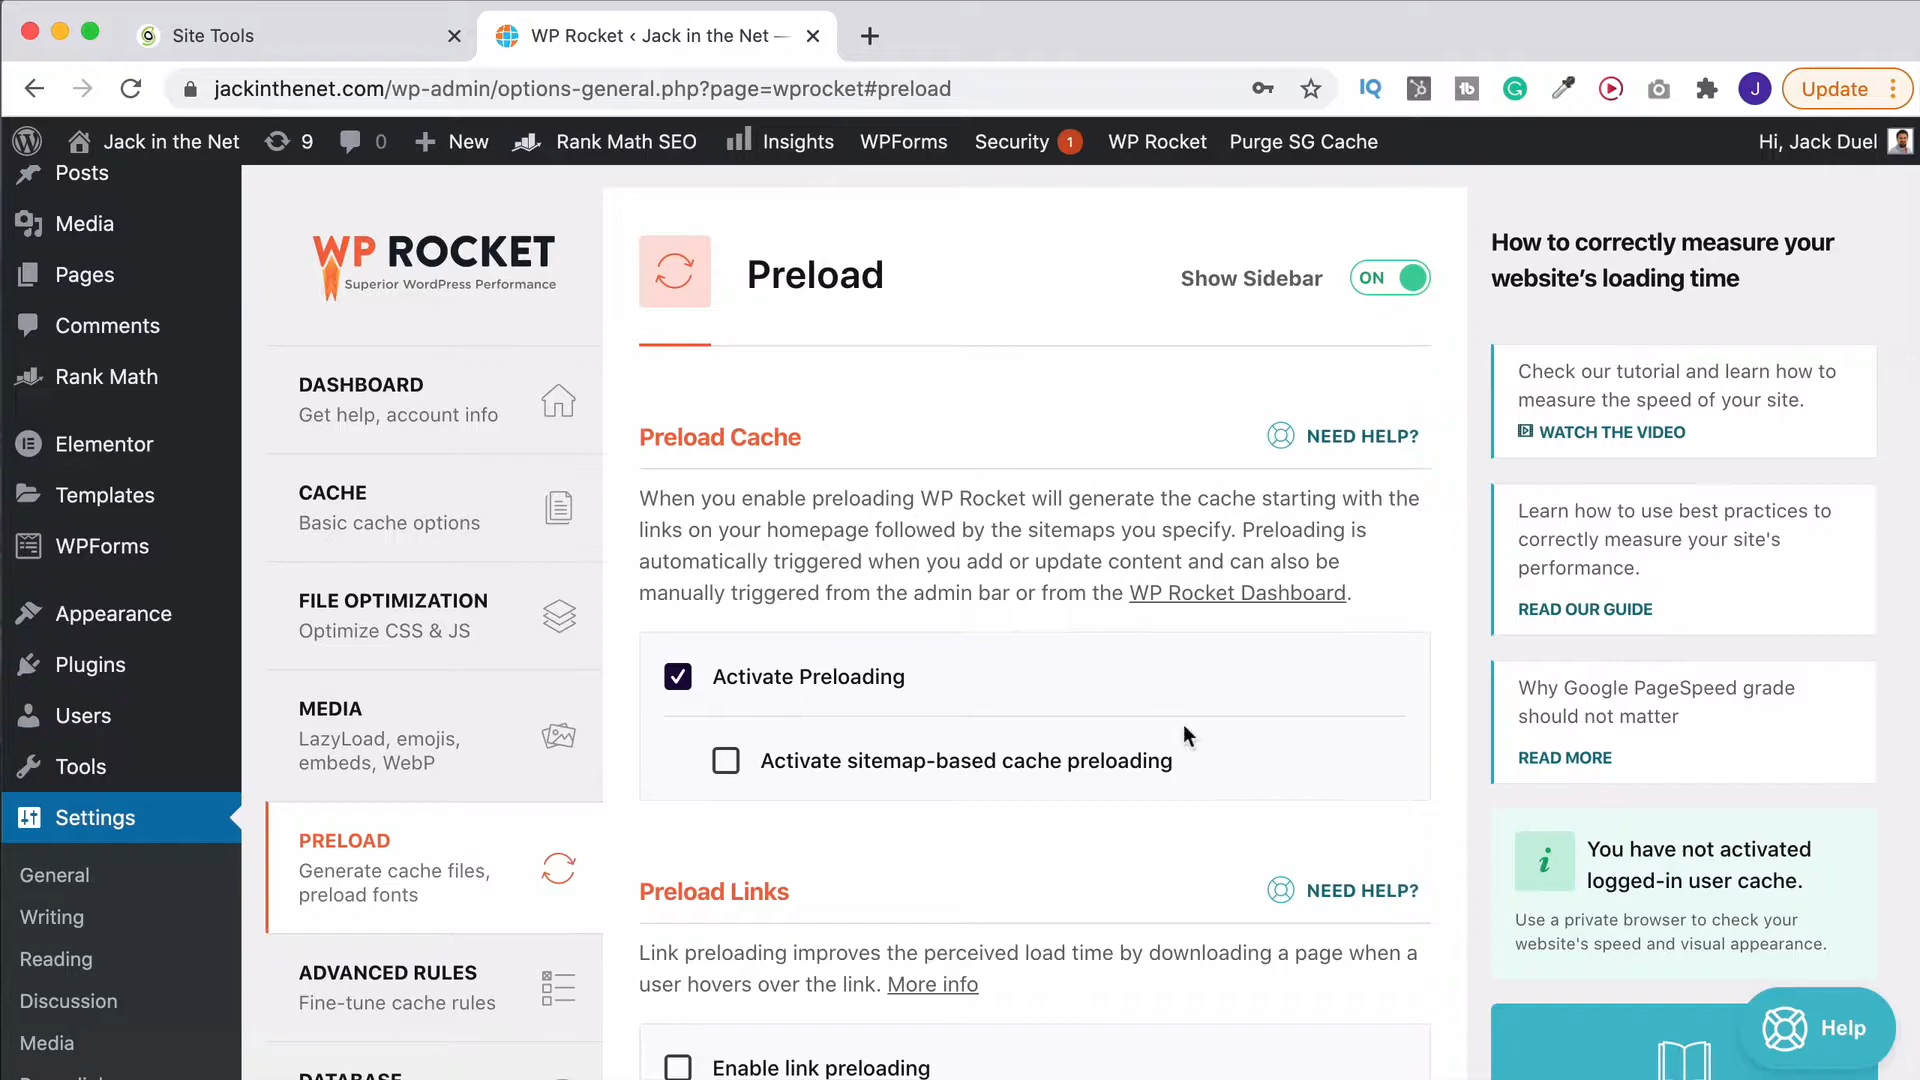 Site Tools
WP Rocket ‹ Jack in the Net —
jackinthenet.com/wp-admin/options-general.php?page=wprocket#preload
IQ
tb
G
J
Update
Jack in the Net
9
0
New
Rank Math SEO
Insights
WPForms
Security 1
WP Rocket
Purge SG Cache
Hi, Jack Duel
Posts
Media
Pages
Comments
Rank Math
Elementor
Templates
WPForms
Appearance
Plugins
Users
Tools
Settings
General
Writing
Reading
Discussion
Media
WP ROCKET
Superior WordPress Performance
DASHBOARD
Get help, account info
CACHE
Basic cache options
FILE OPTIMIZATION
Optimize CSS & JS
MEDIA
LazyLoad, emojis,
embeds, WebP
PRELOAD
Generate cache files,
preload fonts
ADVANCED RULES
Fine-tune cache rules
DATABASE
Preload
Show Sidebar
ON
Preload Cache
NEED HELP?
When you enable preloading WP Rocket will generate the cache starting with the
links on your homepage followed by the sitemaps you specify. Preloading is
automatically triggered when you add or update content and can also be
manually triggered from the admin bar or from the WP Rocket Dashboard.
Activate Preloading
Activate sitemap-based cache preloading
Preload Links
NEED HELP?
Link preloading improves the perceived load time by downloading a page when a
user hovers over the link. More info
Enable link preloading
How to correctly measure your
website's loading time
Check our tutorial and learn how to
measure the speed of your site.
WATCH THE VIDEO
Learn how to use best practices to
correctly measure your site's
performance.
READ OUR GUIDE
Why Google PageSpeed grade
should not matter
READ MORE
You have not activated
logged-in user cache.
Use a private browser to check your
website's speed and visual appearance.
Help